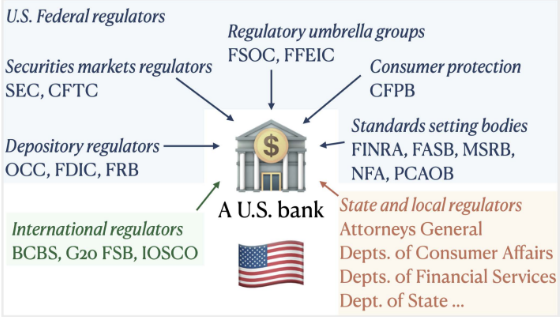 U.S. Federal regulators
Regulatory umbrella groups
FSOC, FFEIC
Securities markets regulators
SEC, CFTC
Consumer protection
CFPB
Depository regulators
OCC, FDIC, FRB
Standards setting bodies
FINRA, FASB, MSRB,
NFA, PCAOB
$
A U.S. bank
International regulators
BCBS, G20 FSB, IOSCO
State and local regulators
Attorneys General
Depts. of Consumer Affairs
Depts. of Financial Services
Dept. of State ...